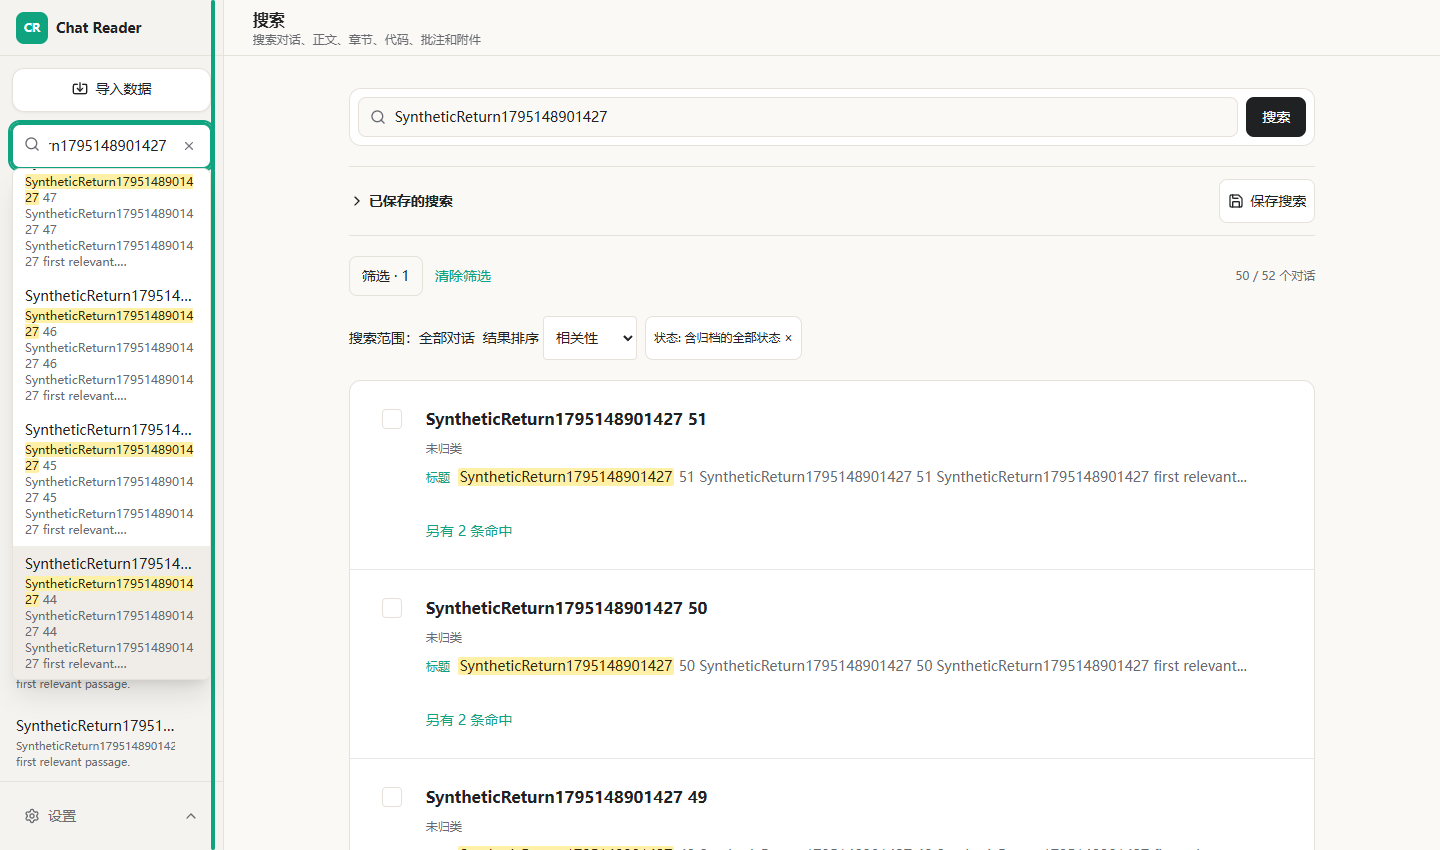 CR Chat Reader
导入数据
rn1795148901427
SyntheticReturn17951489014
27 47
SyntheticReturn17951489014
27 47
SyntheticReturn17951489014
27 first relevant....
SyntheticReturn179514...
SyntheticReturn17951489014
27 46
SyntheticReturn17951489014
27 46
SyntheticReturn17951489014
27 first relevant....
SyntheticReturn179514...
SyntheticReturn17951489014
27 45
SyntheticReturn17951489014
27 45
SyntheticReturn17951489014
27 first relevant....
SyntheticReturn179514...
SyntheticReturn17951489014
27 44
SyntheticReturn17951489014
27 44
SyntheticReturn17951489014
27 first relevant....
first relevant passage.
SyntheticReturn17951...
SyntheticReturn179514890142
first relevant passage.
设置
搜索
搜索对话、正文、章节、代码、批注和附件
SyntheticReturn1795148901427
搜索
已保存的搜索
保存搜索
筛选 · 1
清除筛选
50 / 52 个对话
搜索范围：全部对话 结果排序 相关性 状态: 含归档的全部状态 ×
SyntheticReturn1795148901427 51
未归类
标题 SyntheticReturn1795148901427 51 SyntheticReturn1795148901427 51 SyntheticReturn1795148901427 first relevant...
另有 2 条命中
SyntheticReturn1795148901427 50
未归类
标题 SyntheticReturn1795148901427 50 SyntheticReturn1795148901427 50 SyntheticReturn1795148901427 first relevant...
另有 2 条命中
SyntheticReturn1795148901427 49
未归类